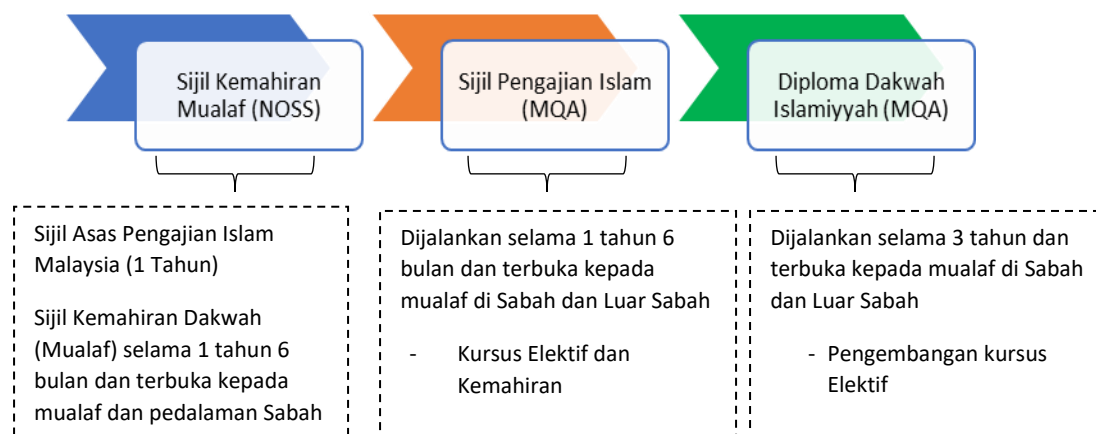 Sijil Kemahiran
Mualaf (NOSS)
Sijil Pengajian Islam
(MQA)
Diploma Dakwah
Islamiyyah (MQA)
Sijil Asas Pengajian Islam
Malaysia (1 Tahun)
Sijil Kemahiran Dakwah
(Mualaf) selama 1 tahun 6
bulan dan terbuka kepada
mualaf dan pedalaman Sabah
Dijalankan selama 1 tahun 6
bulan dan terbuka kepada
mualaf di Sabah dan Luar Sabah
- Kursus Elektif dan
Kemahiran
Dijalankan selama 3 tahun dan
terbuka kepada mualaf di Sabah
dan Luar Sabah
- Pengembangan kursus
Elektif